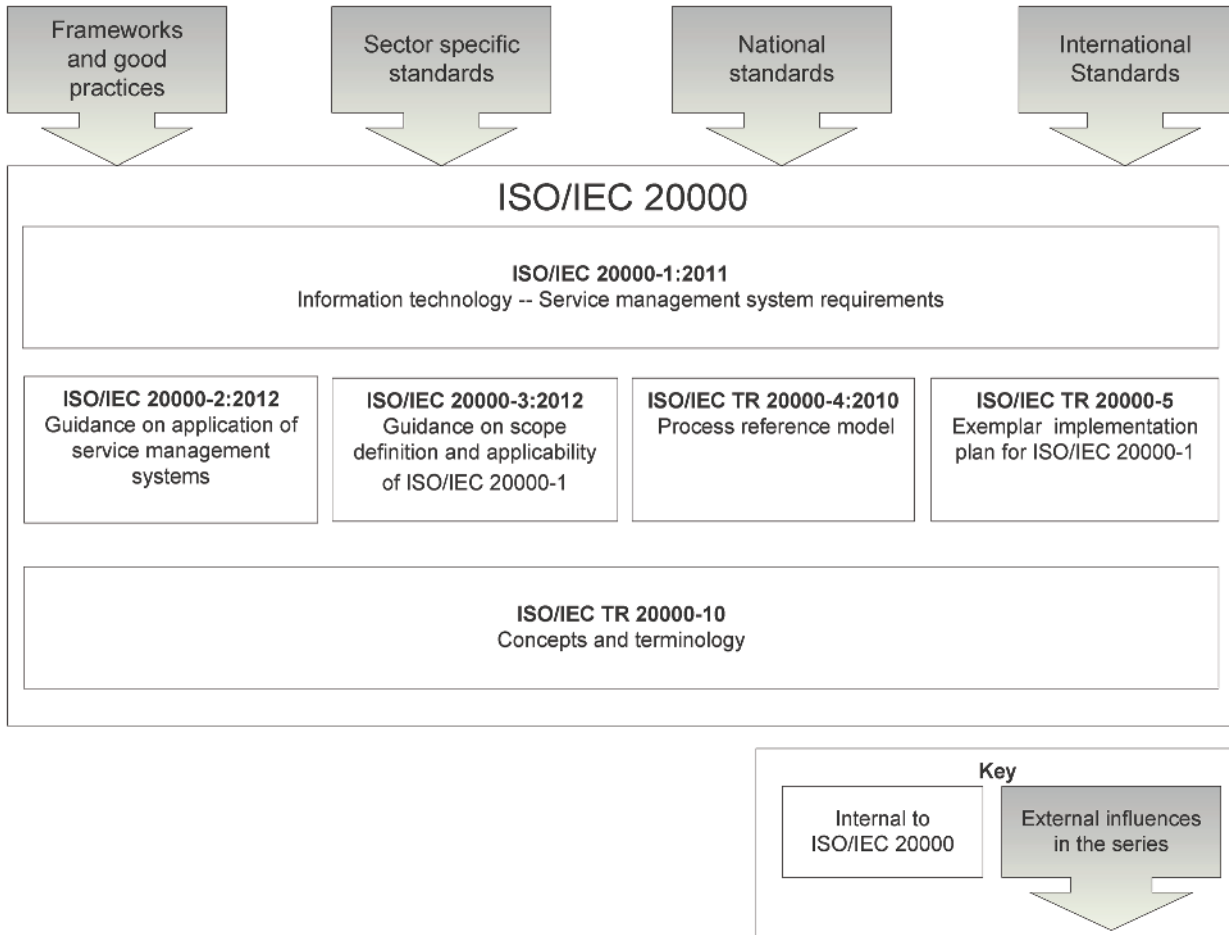 Frameworks
and good
practices
Sector specific
standards
National
standards
International
Standards
ISO/IEC 20000
ISO/IEC 20000-1:2011
Information technology -- Service management system requirements
ISO/IEC 20000-2:2012
Guidance on application of
service management
systems
ISO/IEC 20000-3:2012
Guidance on scope
definition and applicability
of ISO/IEC 20000-1
ISO/IEC TR 20000-4:2010
Process reference model
ISO/IEC TR 20000-5
Exemplar implementation
plan for ISO/IEC 20000-1
ISO/IEC TR 20000-10
Concepts and terminology
Key
Internal to
ISO/IEC 20000
External influences
in the series